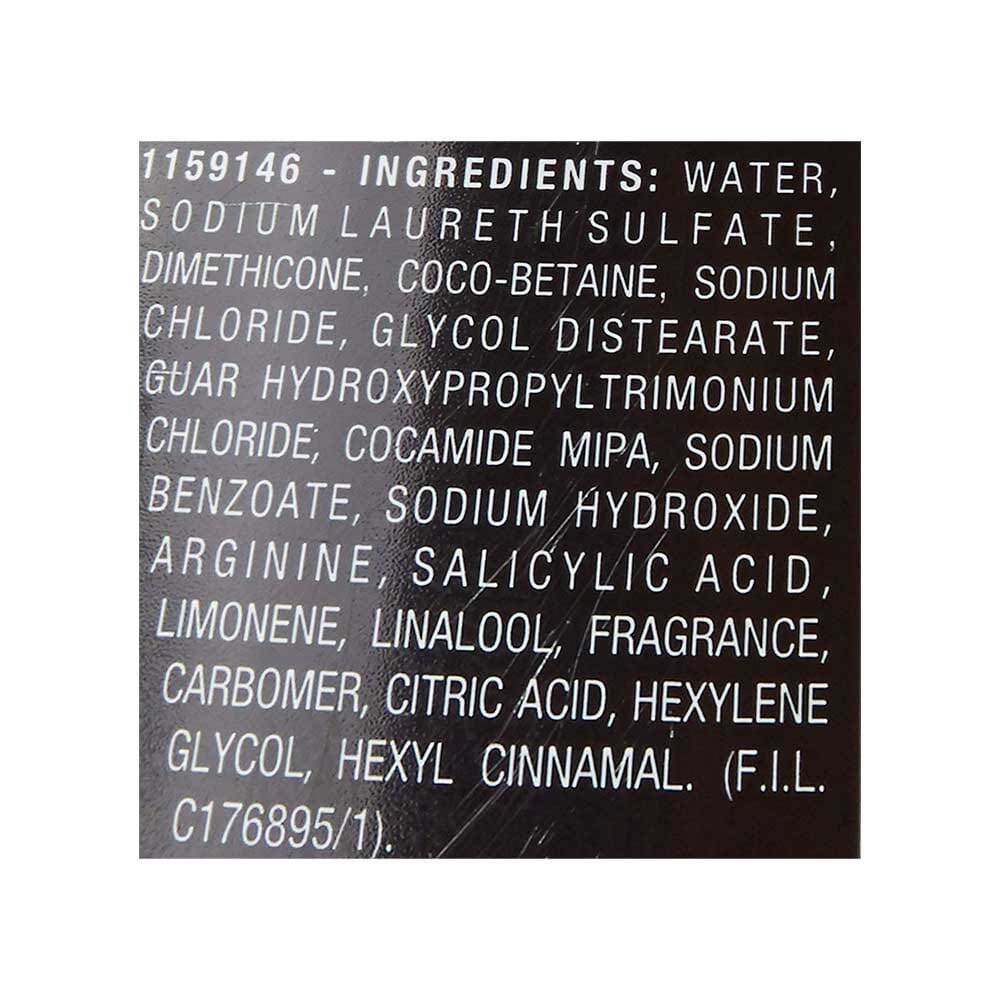 1159146 - INGREDIENTS: WATER,
SODIUM LAURETH SULFATE,
DIMETHICONE, COCO-BETAINE, SODIUM
CHLORIDE, GLYCOL DISTEARATE,
GUAR HYDROXYPROPYLTRIMONIUM
CHLORIDE, COCAMIDE MIPA, SODIUM
BENZOATE, SODIUM HYDROXIDE,
ARGININE, SALICYLIC ACID,
LIMONENE, LINALOOL, FRAGRANCE,
CARBOMER, CITRIC ACID, HEXYLENE
GLYCOL, HEXYL CINNAMAL. (F.I.L.
C176895/1).